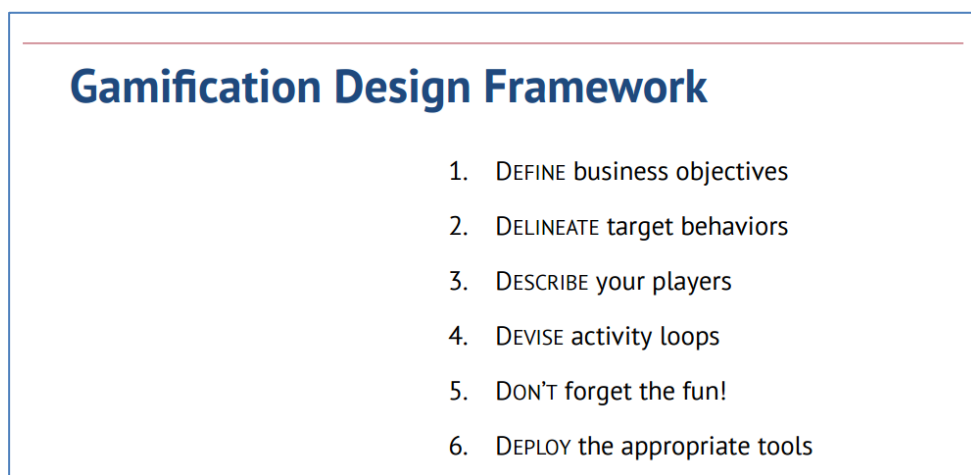 Gamification Design Framework
1. DEFINE business objectives
2. DELINEATE target behaviors
3. DESCRIBE your players
4. DEVISE activity loops
5. DON'T forget the fun!
6. DEPLOY the appropriate tools